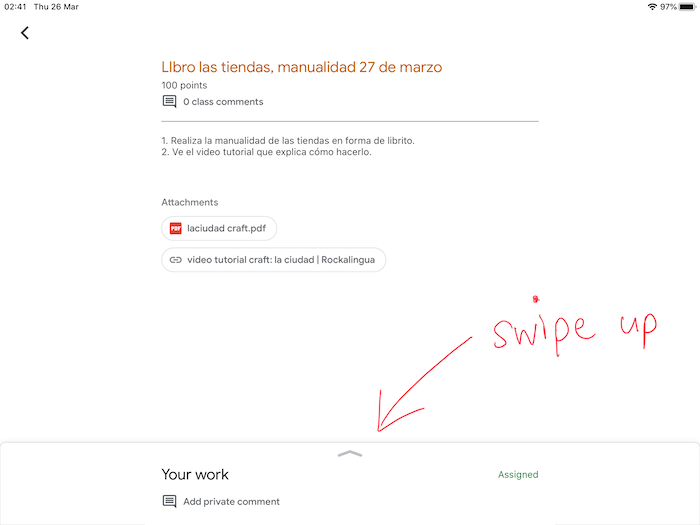 02:41 Thu 26 Mar 97%
LIbro las tiendas, manualidad 27 de marzo
100 points
0 class comments
1. Realiza la manualidad de las tiendas en forma de librito.
2. Ve el video tutorial que explica cómo hacerlo.
Attachments
PDF laciudad craft.pdf
video tutorial craft: la ciudad | Rockalingua
swipe up
Your work Assigned
Add private comment